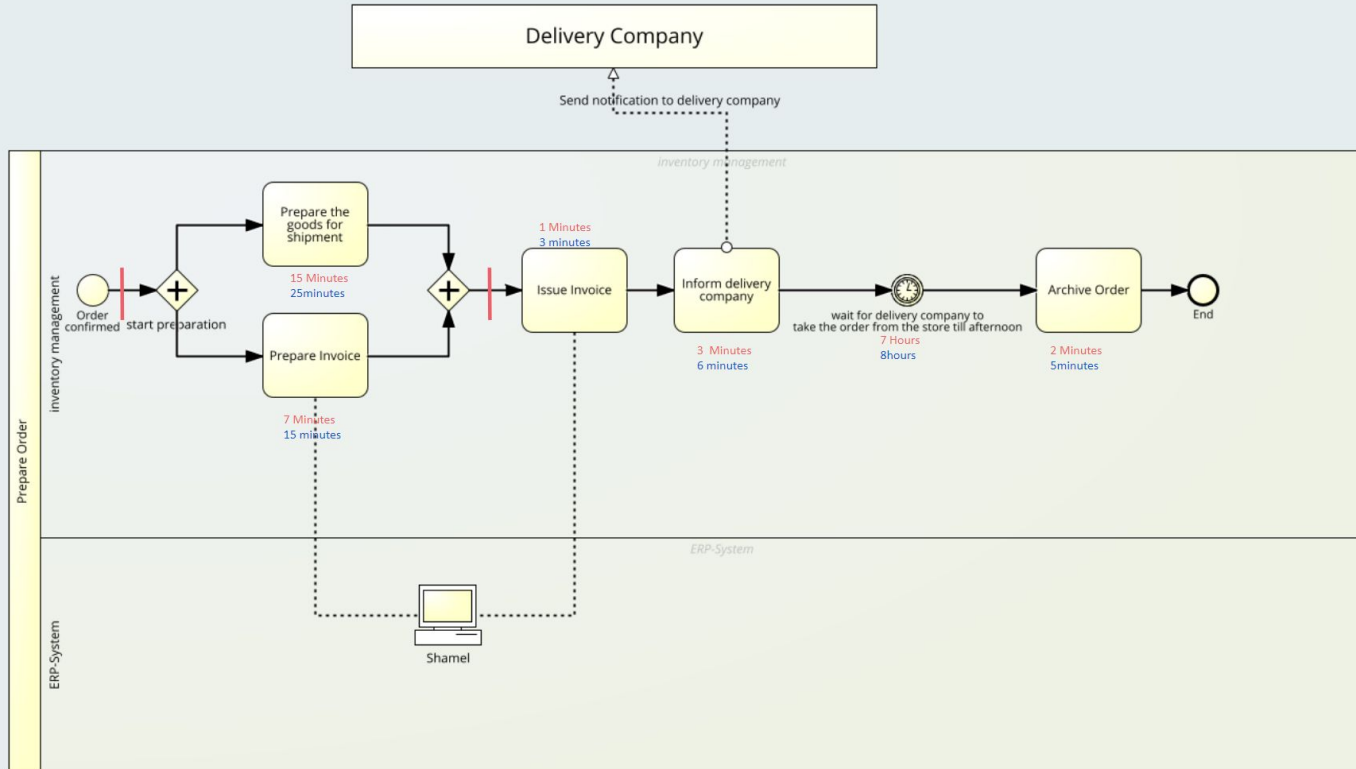 Delivery Company
Send notification to delivery company
inventory management
Prepare Order
inventory management
Order
confirmed
start preparation
Prepare the
goods for
shipment
15 Minutes
25minutes
Prepare Invoice
7 Minutes
15 minutes
1 Minutes
3 minutes
Issue Invoice
Inform delivery
company
3 Minutes
6 minutes
wait for delivery company to
take the order from the store till afternoon
7 Hours
8hours
Archive Order
2 Minutes
5minutes
End
ERP-System
ERP-System
Shamel